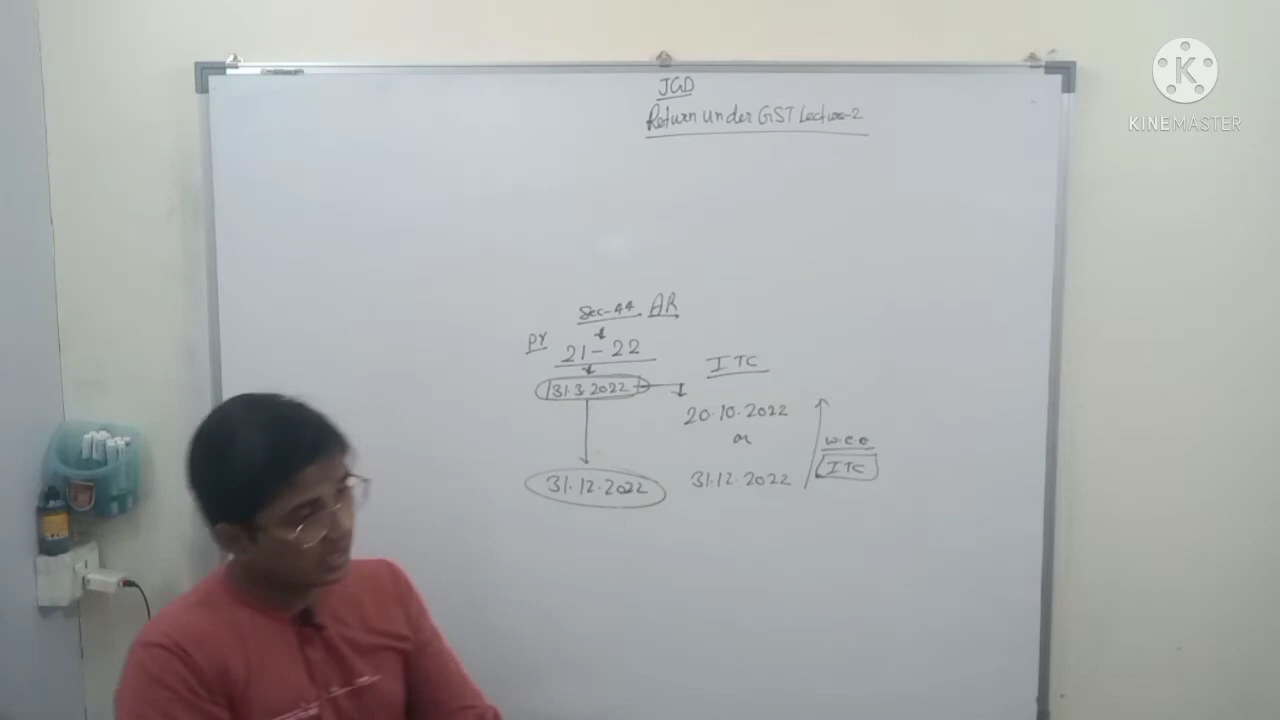 JGD
Return under GST Lecture-2
K
KINEMASTER
Sec-44 AR
PY
21-22
31.3.2022
ITC
20.10.2022
or
31.12.2022
31.12.2022
w.e.e
ITC